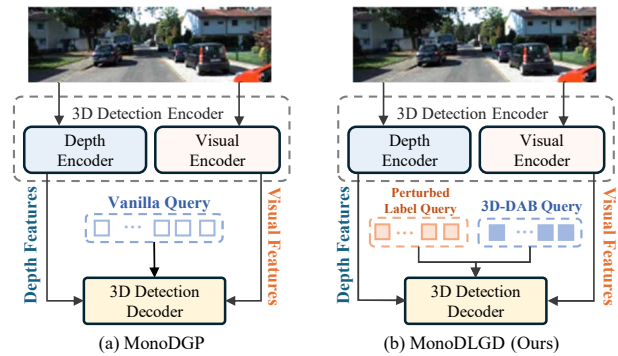 3D Detection Encoder
Depth
Encoder
Visual
Encoder
Depth Features
Vanilla Query
...
Visual Features
3D Detection
Decoder
(a) MonoDGP
3D Detection Encoder
Depth
Encoder
Visual
Encoder
Depth Features
Perturbed
Label Query
...
3D-DAB Query
...
Visual Features
3D Detection
Decoder
(b) MonoDLGD (Ours)